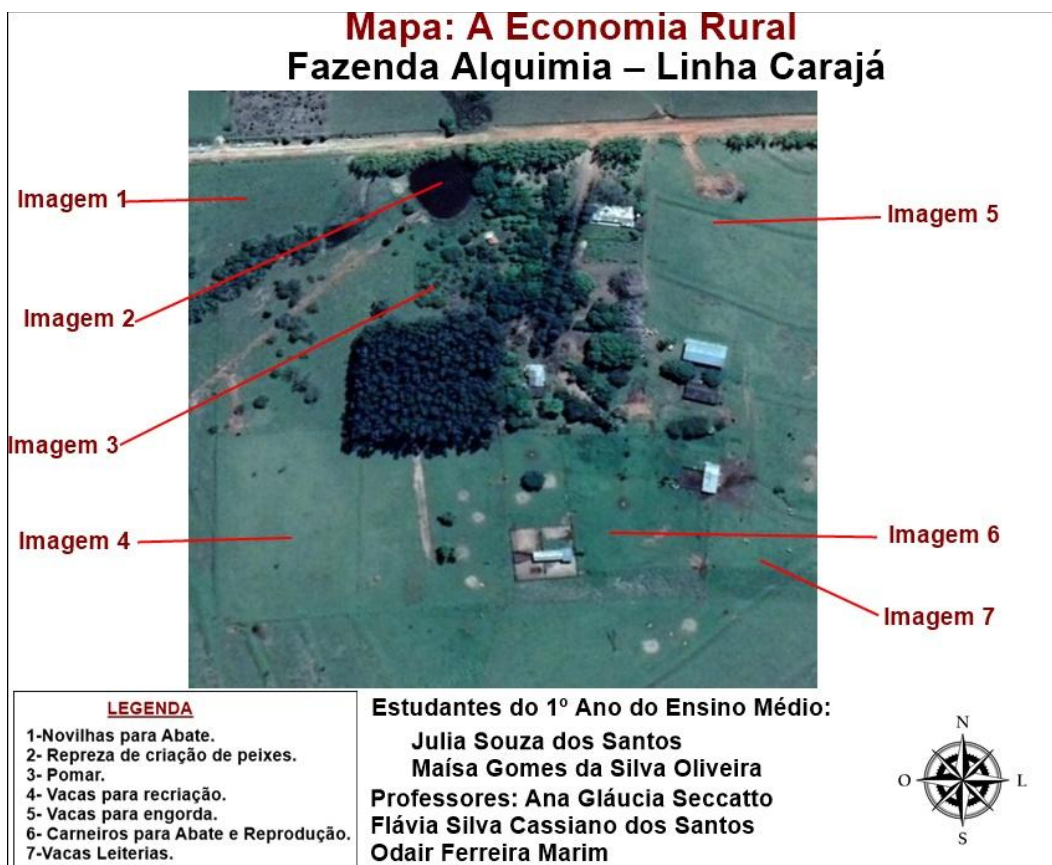 Mapa: A Economia Rural
Fazenda Alquimia – Linha Carajá
Imagem 1
Imagem 5
Imagem 2
Imagem 3
Imagem 4
Imagem 6
Imagem 7
LEGENDA
1-Novilhas para Abate.
2- Repreza de criação de peixes.
3- Pomar.
4- Vacas para recriação.
5- Vacas para engorda.
6- Carneiros para Abate e Reprodução.
7-Vacas Leiterias.
Estudantes do 1º Ano do Ensino Médio:
Julia Souza dos Santos
Maísa Gomes da Silva Oliveira
Professores: Ana Gláucia Seccatto
Flávia Silva Cassiano dos Santos
Odair Ferreira Marim
N
O L
S